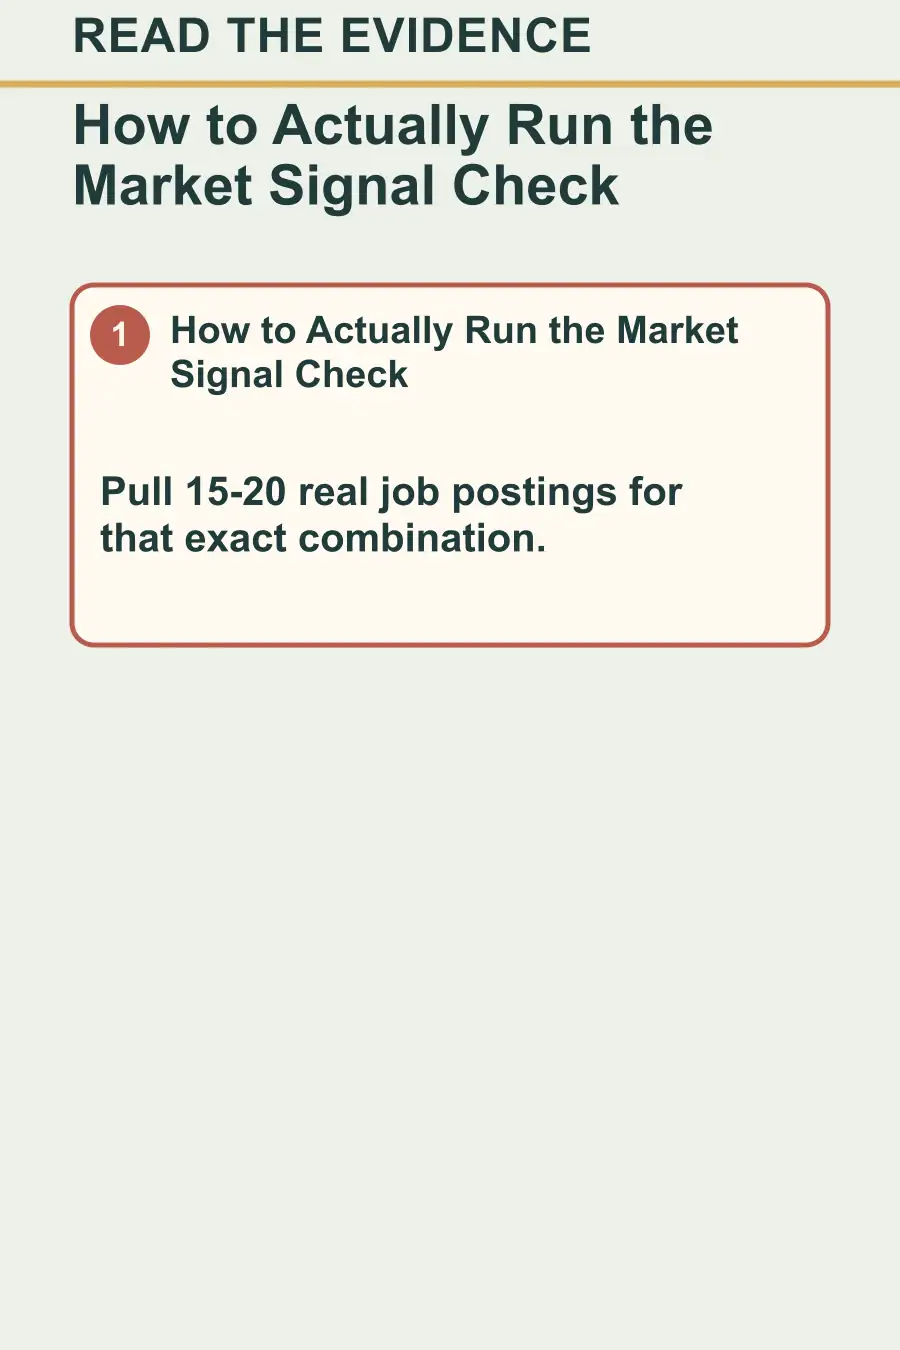 READ THE EVIDENCE
How to Actually Run the
Market Signal Check
1
How to Actually Run the Market
Signal Check
Pull 15-20 real job postings for
that exact combination.